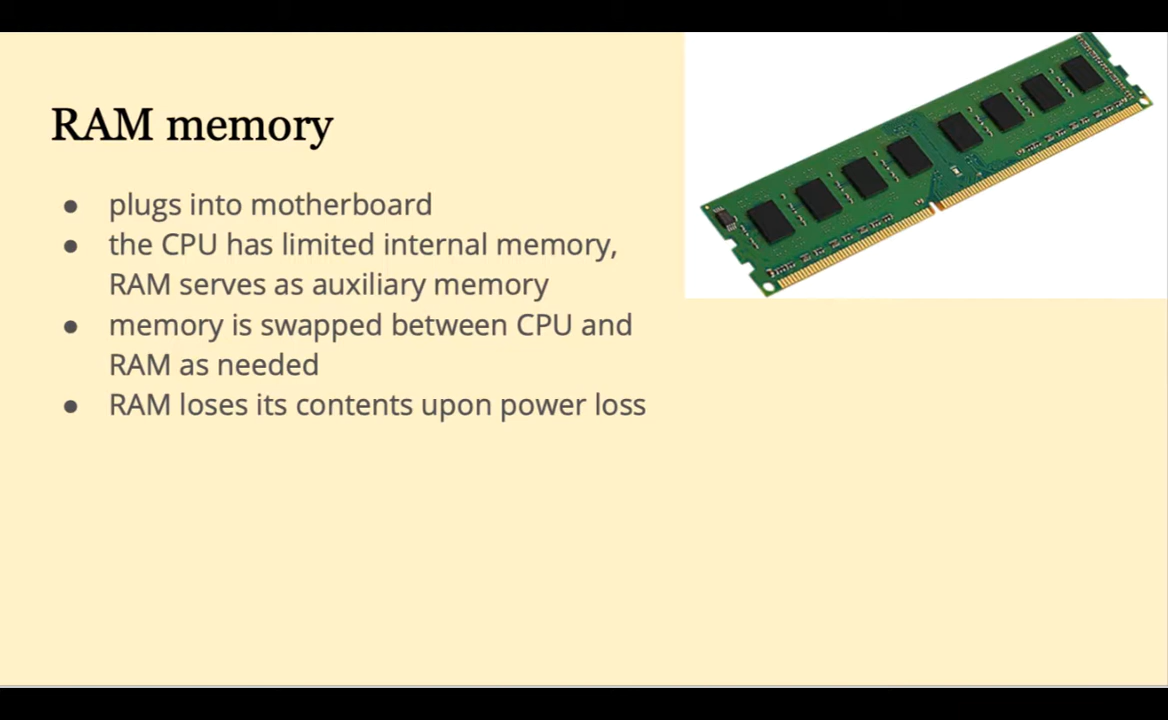 RAM memory
● plugs into motherboard
● the CPU has limited internal memory,
RAM serves as auxiliary memory
● memory is swapped between CPU and
RAM as needed
● RAM loses its contents upon power loss